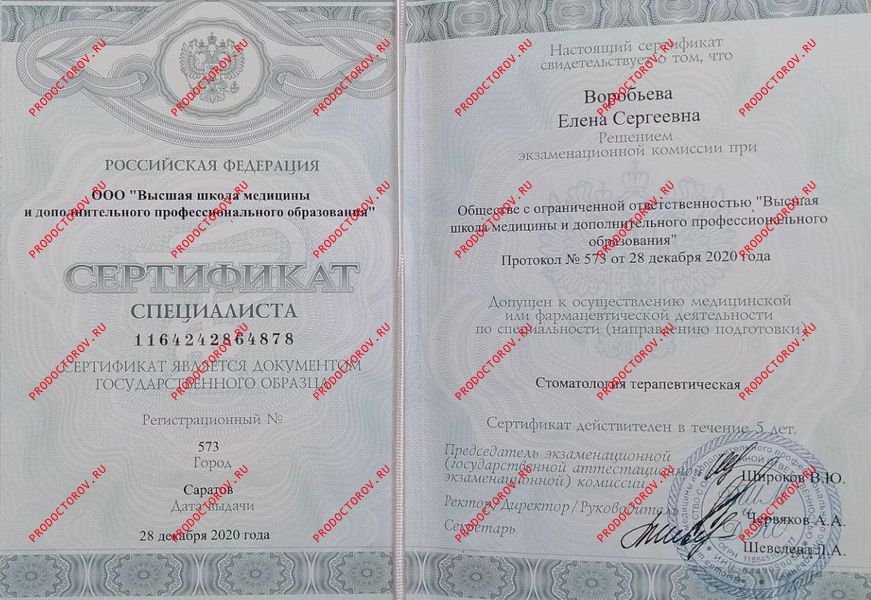 РОССИЙСКАЯ ФЕДЕРАЦИЯ
ООО "Высшая школа медицины
и дополнительного профессионального образования"
СЕРТИФИКАТ
СПЕЦИАЛИСТА
1164242864878
СЕРТИФИКАТ ЯВЛЯЕТСЯ ДОКУМЕНТОМ
ГОСУДАРСТВЕННОГО ОБРАЗЦА
Регистрационный №
573
Город
Саратов
Дата выдачи
28 декабря 2020 года
Настоящий сертификат
свидетельствует о том, что
Воробьева
Елена Сергеевна
Решением
экзаменационной комиссии при
Обществе с ограниченной ответственностью "Высшая
школа медицины и дополнительного профессионального
образования"
Протокол № 573 от 28 декабря 2020 года
Допущен к осуществлению медицинской
или фармацевтической деятельности
по специальности (направлению подготовки)
Стоматология терапевтическая
Сертификат действителен в течение 5 лет.
Председатель экзаменационной
(государственной аттестационной
экзаменационной) комиссии
Широков В.Ю.
Ректор/Директор/Руководитель
Червяков А.А.
Секретарь
Шевелева Л.А.
PRODOCTOROV.RU